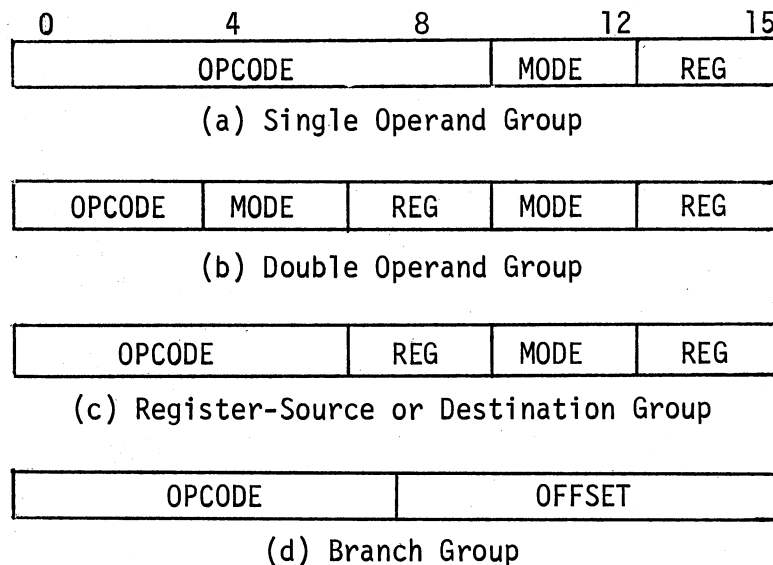 0 4 8 12 15
OPCODE MODE REG
(a) Single Operand Group
OPCODE MODE REG MODE REG
(b) Double Operand Group
OPCODE REG MODE REG
(c) Register-Source or Destination Group
OPCODE OFFSET
(d) Branch Group